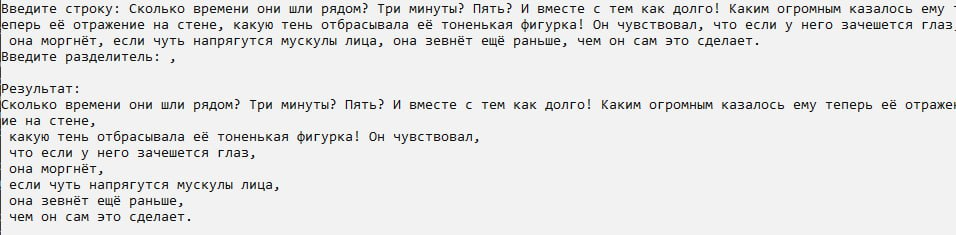 Введите строку: Сколько времени они шли рядом? Три минуты? Пять? И вместе с тем как долго! Каким огромным казалось ему т
еперь её отражение на стене, какую тень отбрасывала её тоненькая фигурка! Он чувствовал, что если у него зачешется глаз,
она моргнёт, если чуть напрягутся мускулы лица, она зевнёт ещё раньше, чем он сам это сделает.
Введите разделитель: ,
Результат:
Сколько времени они шли рядом? Три минуты? Пять? И вместе с тем как долго! Каким огромным казалось ему теперь её отражен
ие на стене,
какую тень отбрасывала её тоненькая фигурка! Он чувствовал,
что если у него зачешется глаз,
она моргнёт,
если чуть напрягутся мускулы лица,
она зевнёт ещё раньше,
чем он сам это сделает.